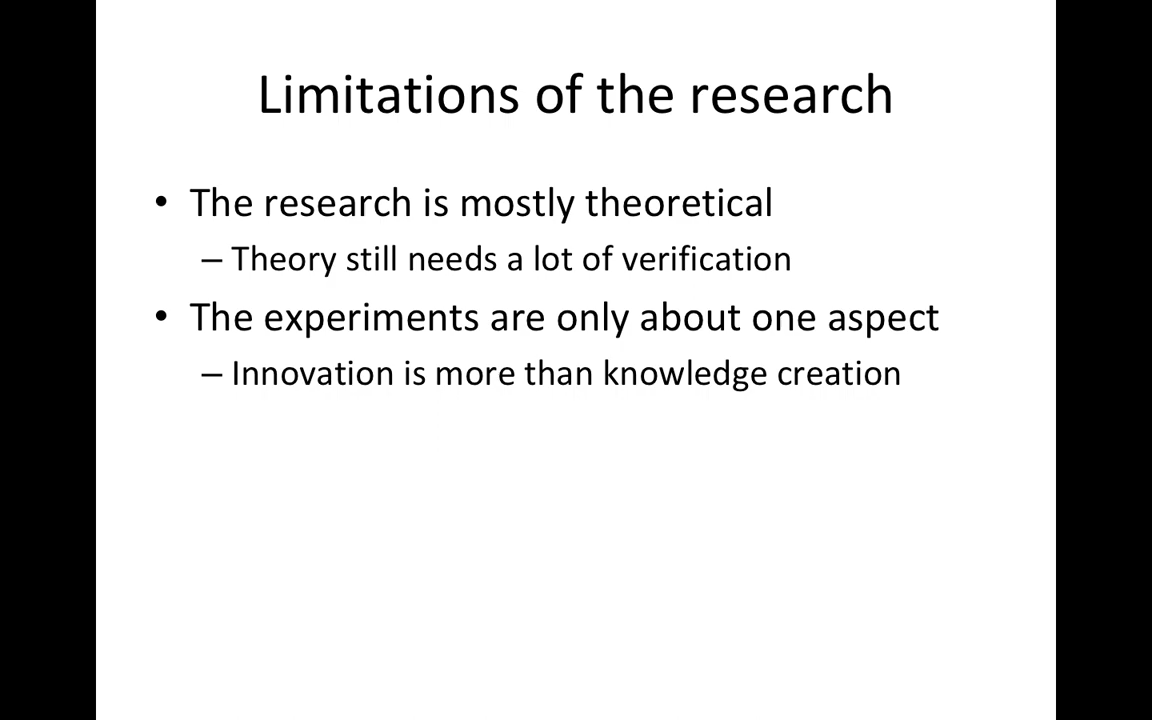 Limitations of the research
• The research is mostly theoretical
– Theory still needs a lot of verification
• The experiments are only about one aspect
– Innovation is more than knowledge creation